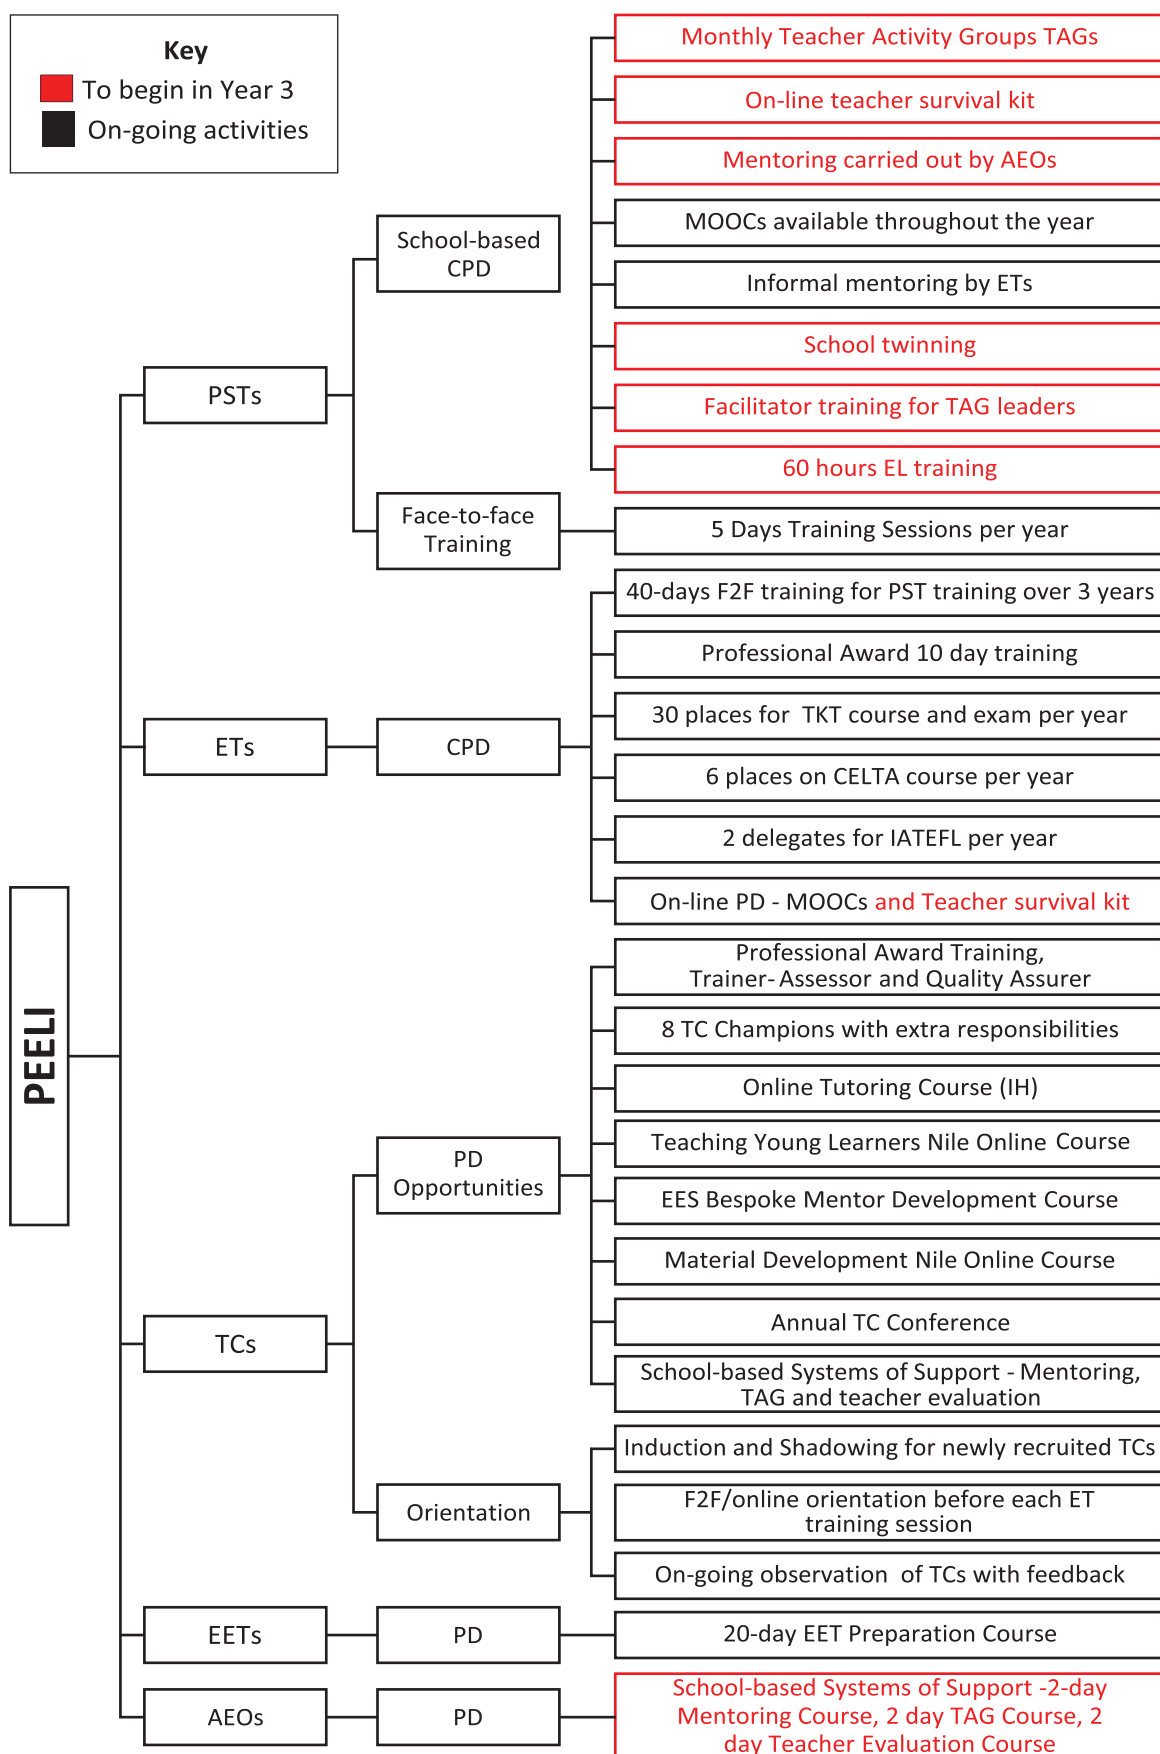 Key
To begin in Year 3
On-going activities
Monthly Teacher Activity Groups TAGs
On-line teacher survival kit
Mentoring carried out by AEOs
MOOCs available throughout the year
Informal mentoring by ETs
School twinning
Facilitator training for TAG leaders
60 hours EL training
School-based
CPD
PSTs
Face-to-face
Training
5 Days Training Sessions per year
40-days F2F training for PST training over 3 years
Professional Award 10 day training
30 places for TKT course and exam per year
ETs
CPD
6 places on CELTA course per year
2 delegates for IATEFL per year
On-line PD - MOOCs and Teacher survival kit
PEELI
Professional Award Training,
Trainer- Assessor and Quality Assurer
8 TC Champions with extra responsibilities
Online Tutoring Course (IH)
Teaching Young Learners Nile Online Course
PD
Opportunities
EES Bespoke Mentor Development Course
Material Development Nile Online Course
Annual TC Conference
School-based Systems of Support - Mentoring,
TAG and teacher evaluation
TCs
Induction and Shadowing for newly recruited TCs
Orientation
F2F/online orientation before each ET
training session
On-going observation of TCs with feedback
EETs
PD
20-day EET Preparation Course
AEOs
PD
School-based Systems of Support -2-day
Mentoring Course, 2 day TAG Course, 2
day Teacher Evaluation Course